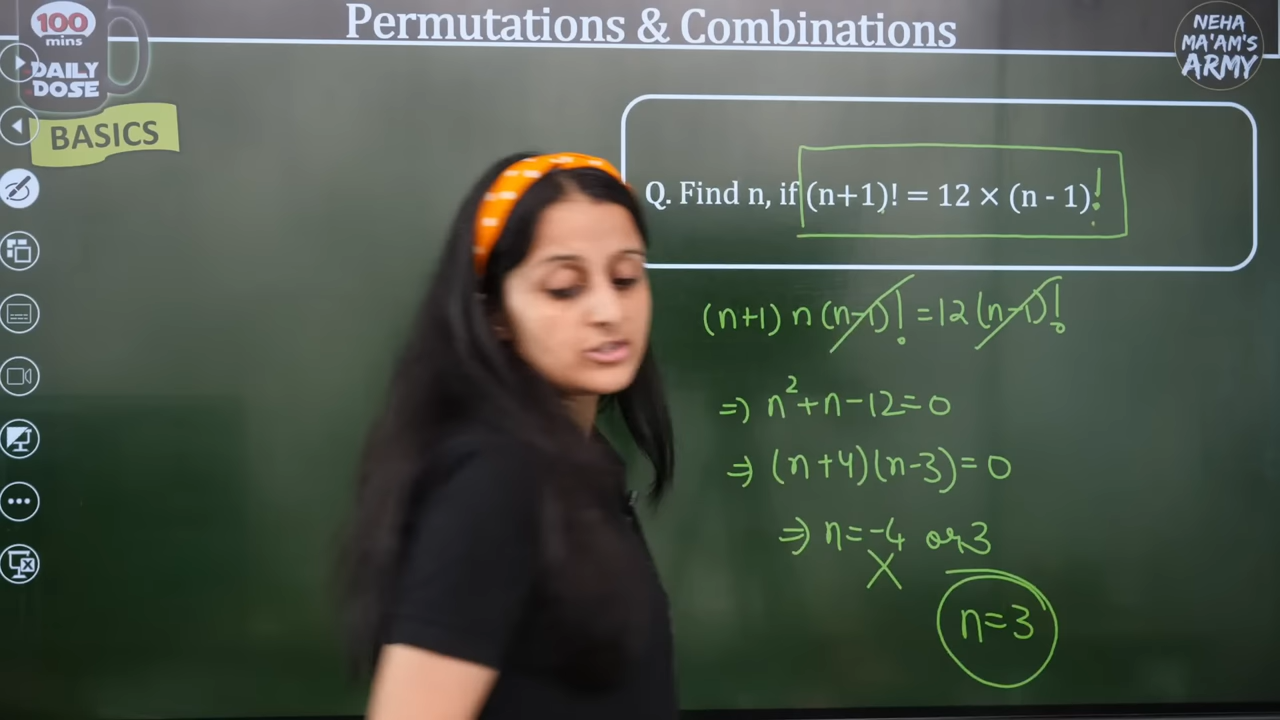 Permutations & Combinations
100
mins
DAILY
DOSE
NEHA
MA'AM'S
ARMY
BASICS
Q. Find n, if (n+1)! = 12 × (n - 1)!
(n+1) n (n-1)! = 12 (n-1)!
⇒ n²+n-12=0
⇒ (n+4)(n-3)=0
⇒ n=-4 or 3
X
n=3